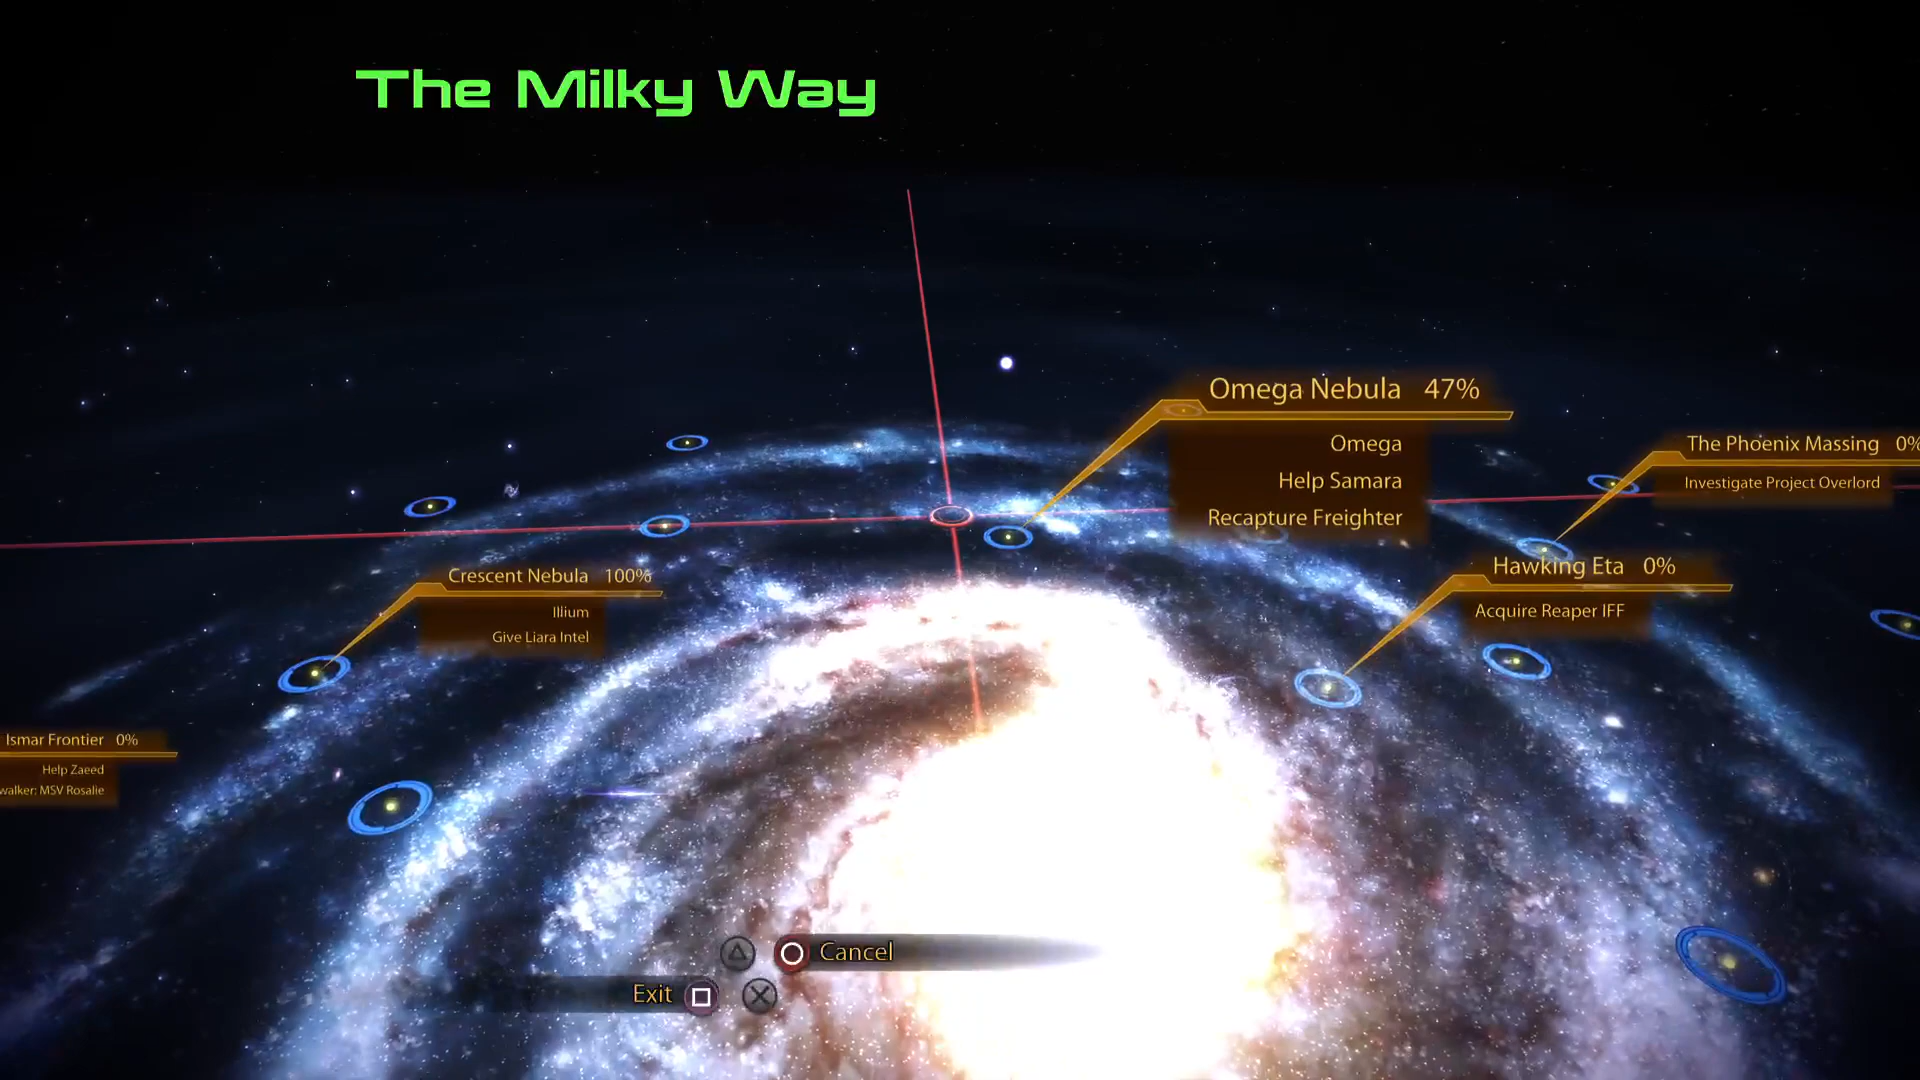 The Milky Way
Omega Nebula 47%
Omega
Help Samara
Recapture Freighter
The Phoenix Massing 0%
Investigate Project Overlord
Hawking Eta 0%
Acquire Reaper IFF
Crescent Nebula 100%
Illium
Give Liara Intel
Ismar Frontier 0%
Help Zaeed
walker: MSV Rosalie
Cancel
Exit